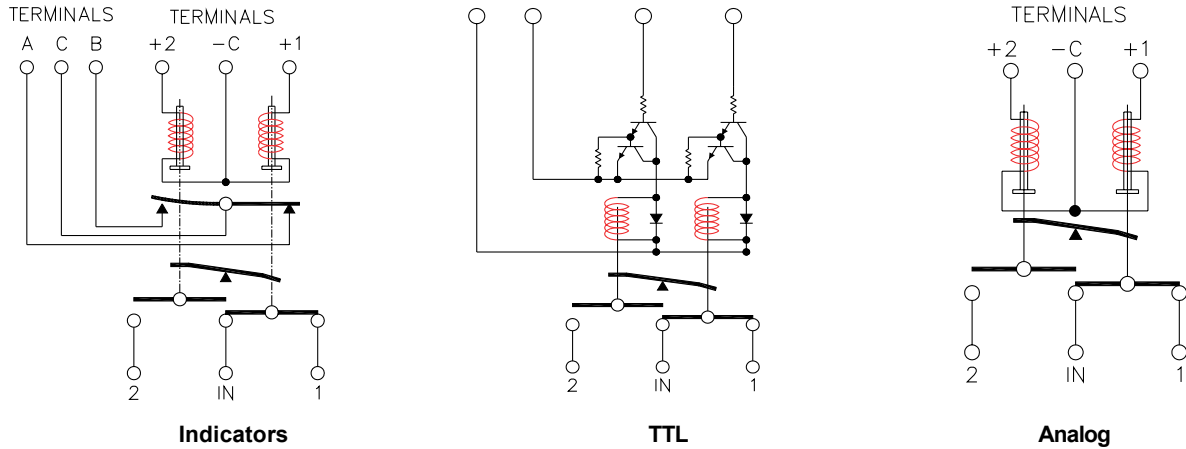 TERMINALS
A C B
TERMINALS
+2 -C +1
2 IN 1
Indicators
2 IN 1
TTL
TERMINALS
+2 -C +1
2 IN 1
Analog